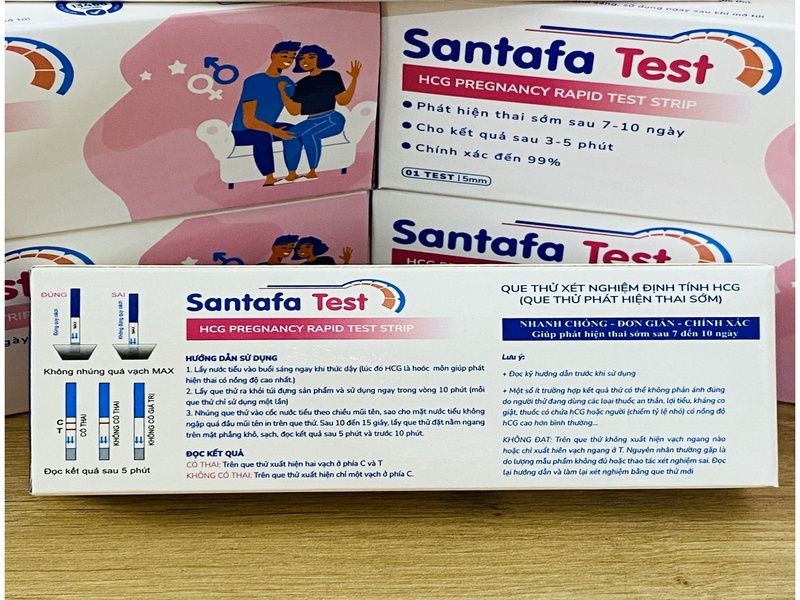 Santafa Test
HCG PREGNANCY RAPID TEST STRIP
Phát hiện thai sớm sau 7-10 ngày
Cho kết quả sau 3-5 phút
Chính xác đến 99%
01 TEST | 5mm
Santafa Test
ĐÚNG
SAI
MAX
MAX
Đúng quy cách
Không đúng quy cách
Không nhúng quá vạch MAX
C
T
CÓ THAI
KHÔNG CÓ THAI
KHÔNG CÓ GIÁ TRỊ
Đọc kết quả sau 5 phút
Santafa Test
HCG PREGNANCY RAPID TEST STRIP
HƯỚNG DẪN SỬ DỤNG
1. Lấy nước tiểu vào buổi sáng ngay khi thức dậy (lúc đó HCG là hoóc môn giúp phát
hiện thai có nồng độ cao nhất.)
2. Lấy que thử ra khỏi túi đựng sản phẩm và sử dụng ngay trong vòng 10 phút (mỗi
que thử chỉ sử dụng một lần)
3. Nhúng que thử vào cốc nước tiểu theo chiều mũi tên, sao cho mặt nước tiểu không
ngập quá đầu mũi tên in trên que thử. Sau 10 đến 15 giây, lấy que thử đặt nằm ngang
trên mặt phẳng khô, sạch, đọc kết quả sau 5 phút và trước 10 phút.
ĐỌC KẾT QUẢ
CÓ THAI: Trên que thử xuất hiện hai vạch ở phía C và T
KHÔNG CÓ THAI: Trên que thử xuất hiện chỉ một vạch ở phía C.
QUE THỬ XÉT NGHIỆM ĐỊNH TÍNH HCG
(QUE THỬ PHÁT HIỆN THAI SỚM)
NHANH CHÓNG - ĐƠN GIẢN - CHÍNH XÁC
Giúp phát hiện thai sớm sau 7 đến 10 ngày
Lưu ý:
+ Đọc kỹ hướng dẫn trước khi sử dụng
+ Một số ít trường hợp kết quả thử có thể không phản ánh đúng
do người thử đang dùng các loại thuốc an thần, lợi tiểu, kháng co
giật, thuốc có chứa hCG hoặc người (chiếm tỷ lệ nhỏ) có nồng độ
hCG cao hơn bình thường...
KHÔNG ĐẠT: Trên que thử không xuất hiện vạch ngang nào
hoặc chỉ xuất hiện vạch ngang ở T. Nguyên nhân thường gặp là
do lượng mẫu phẩm không đủ hoặc thao tác xét nghiệm sai. Đọc
lại hướng dẫn và làm lại xét nghiệm bằng que thử mới